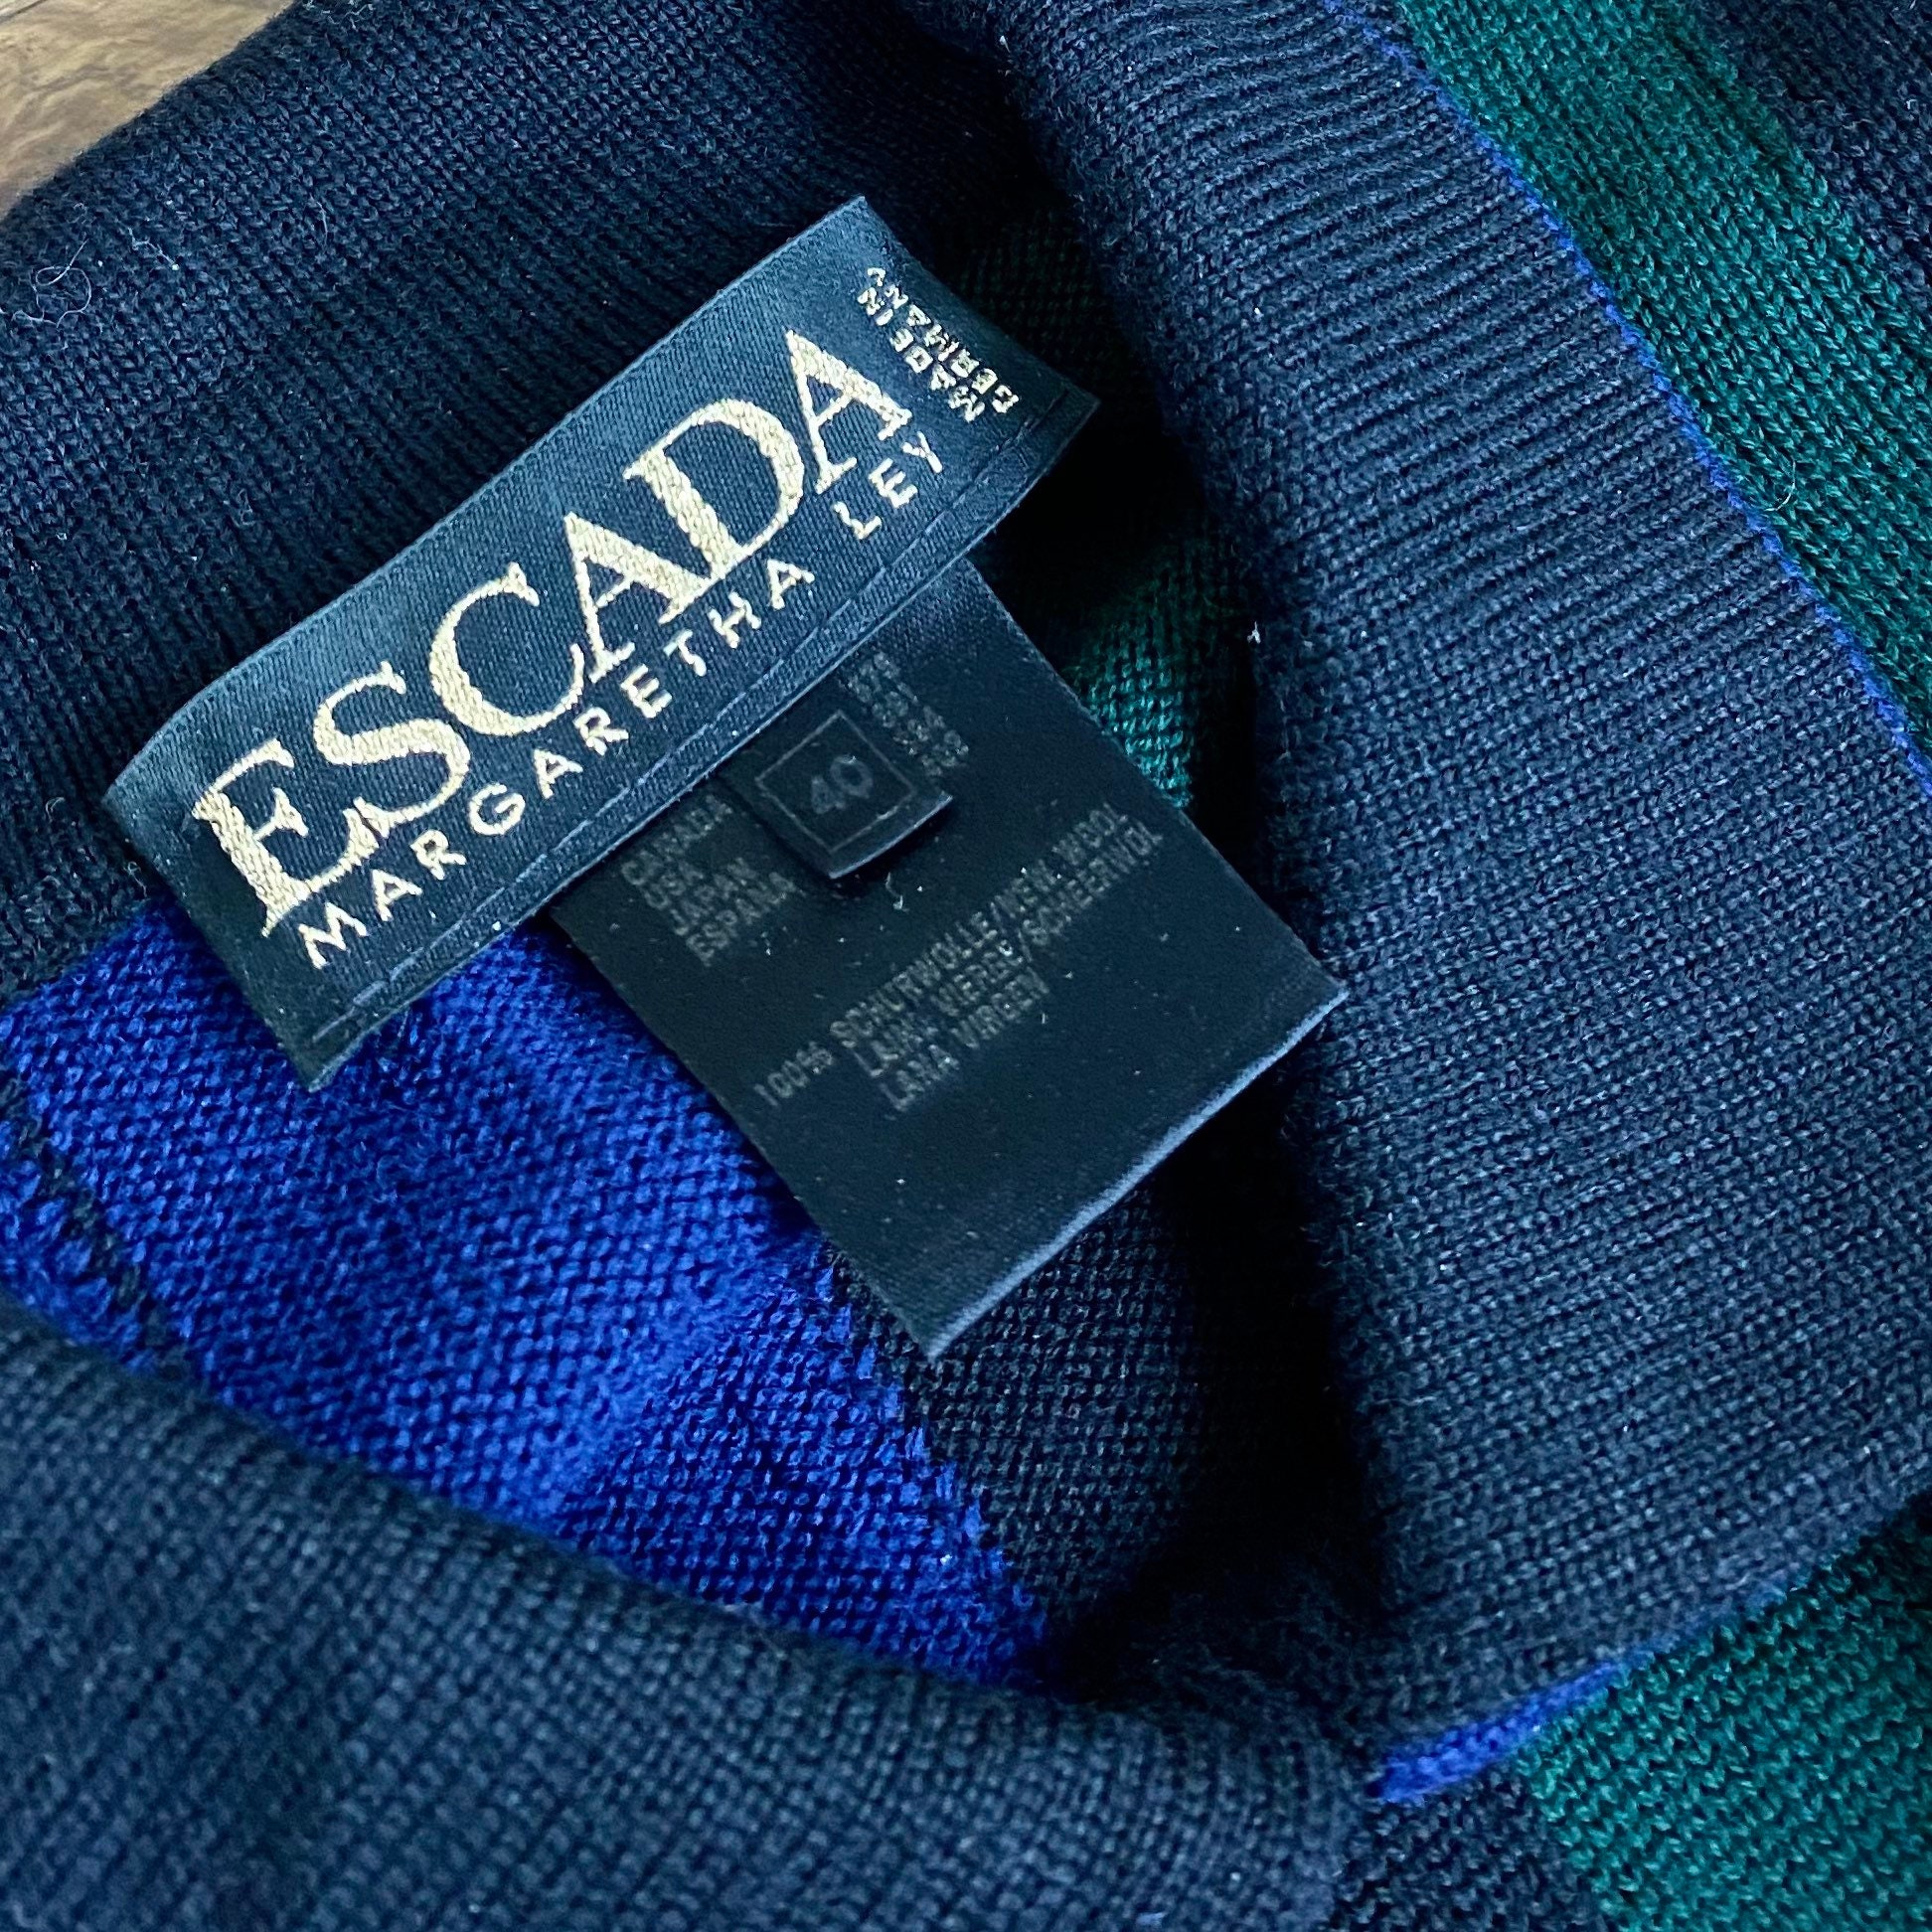 ESCADA
MARGARETHA LEY
MADE IN
GERMANY
40
CANADA
USA
JAPAN
ESPANA
100% SCHURWOLLE/NEW WOOL
LAINE VIERGE/SCHEERWOL
LANA VIRGEN